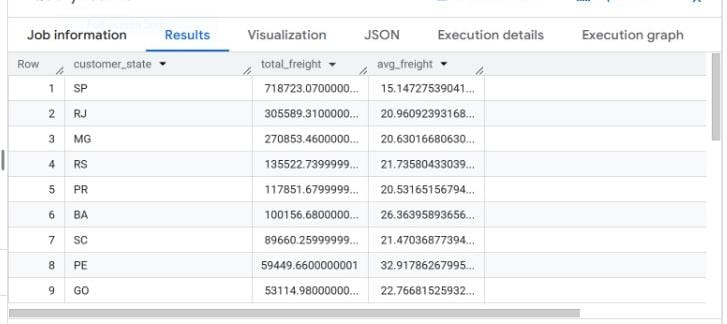 Job information Results Visualization JSON Execution details Execution graph
Row customer_state total_freight avg_freight
1 SP 718723.0700000... 15.14727539041...
2 RJ 305589.3100000... 20.96092393168...
3 MG 270853.4600000... 20.63016680630...
4 RS 135522.7399999... 21.73580433039...
5 PR 117851.6799999... 20.53165156794...
6 BA 100156.6800000... 26.36395893656...
7 SC 89660.25999999... 21.47036877394...
8 PE 59449.6600000001 32.91786267995...
9 GO 53114.98000000... 22.76681525932...